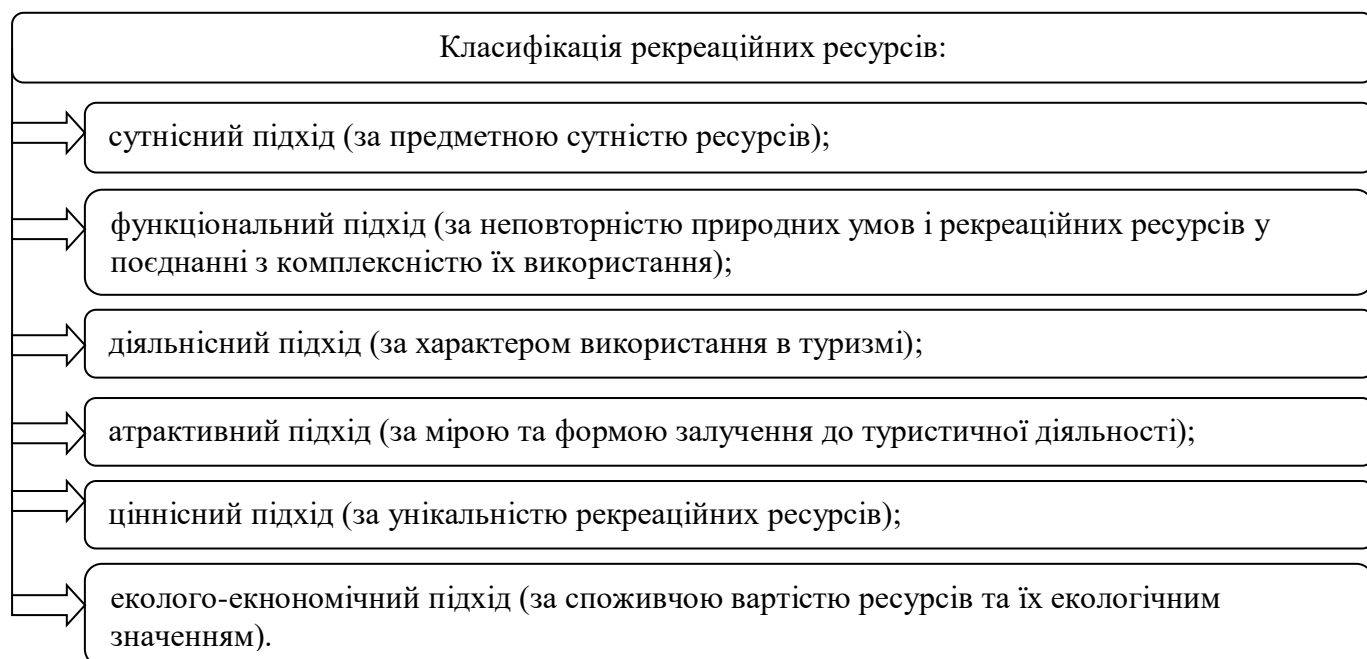 Класифікація рекреаційних ресурсів:
сутнісний підхід (за предметною сутністю ресурсів);
функціональний підхід (за неповторністю природних умов і рекреаційних ресурсів у
поєднанні з комплексністю їх використання);
діяльнісний підхід (за характером використання в туризмі);
атрактивний підхід (за мірою та формою залучення до туристичної діяльності);
ціннісний підхід (за унікальністю рекреаційних ресурсів);
еколого-екнономічний підхід (за споживчою вартістю ресурсів та їх екологічним
значенням).